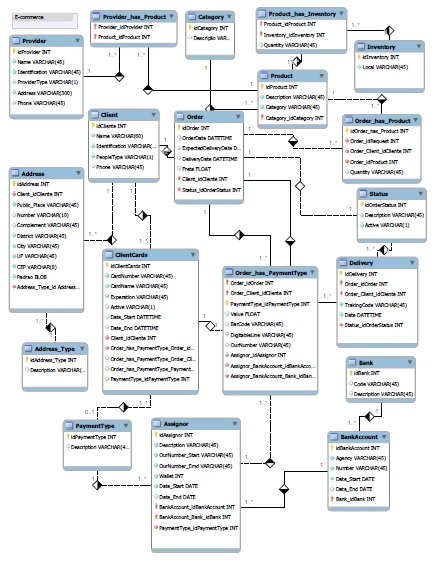 E-commerce
Provider
idProvider INT
Name VARCHAR(45)
Identification VARCHAR(45)
ProviderType VARCHAR(1)
Address VARCHAR(300)
Phone VARCHAR(45)
Provider_has_Product
Provider_idProvider INT
Product_idProduct INT
Category
idCategory INT
Descrição VAR...
Product_has_Inventory
Product_idProduct INT
Inventory_idInventory INT
Quantity VARCHAR(45)
Inventory
idInventory INT
Local VARCHAR(45)
Product
idProduct INT
Description VARCHAR(45)
Category VARCHAR(45)
Category_idCategory INT
Client
idCliente INT
Name VARCHAR(50)
Identification VARCHAR(...
PeopleType VARCHAR(1)
Phone VARCHAR(45)
Order
idOrder INT
OrderDate DATETIME
ExpectedDeliveryDate D...
DeliveryDate DATETIME
Frete FLOAT
Client_idCliente INT
Status_idOrderStatus INT
Order_has_Product
idOrder_has_Product INT
Order_idRequest INT
Order_Client_idCliente INT
Order_idProduct INT
Quantity VARCHAR(45)
Address
idAddress INT
Client_idCliente INT
Public_Place VARCHAR(45)
Number VARCHAR(10)
Complement VARCHAR(45)
District VARCHAR(45)
City VARCHAR(45)
UF VARCHAR(45)
CEP VARCHAR(8)
Padrao BLOB
Address_Type_id Address...
Status
idOrderStatus INT
Description VARCHAR(45)
Active VARCHAR(1)
ClientCards
idClientCards INT
CardNumber VARCHAR(45)
CardName VARCHAR(45)
Experation VARCHAR(45)
Active VARCHAR(1)
Date_Start DATETIME
Date_End DATETIME
Client_idCliente INT
Order_has_PaymentType_Order_id...
Order_has_PaymentType_Order_Cl...
Order_has_PaymentType_Payment...
PaymentType_idPaymentType INT
Order_has_PaymentType
Order_idOrder INT
Order_Client_idCliente INT
PaymentType_idPaymentType INT
Value FLOAT
BarCode VARCHAR(45)
DigitableLine VARCHAR(45)
OurNumber VARCHAR(45)
Assignor_idAssignor INT
Assignor_BankAccount_idBankAcco...
Assignor_BankAccount_Bank_idBan...
Delivery
idDelivery INT
Order_idOrder INT
Order_Client_idCliente INT
TrakingCode VARCHAR(45)
Date DATETIME
Status_idOrderStatus INT
Address_Type
idAddress_Type INT
Description VARCHAR(...
Bank
idBank INT
Code VARCHAR(45)
Description VARCHAR(45)
PaymentType
idPaymentType INT
Description VARCHAR(4...
Assignor
idAssignor INT
Description VARCHAR(45)
OurNumber_Start VARCHAR(45)
OurNumber_Emd VARCHAR(45)
Wallet INT
Date_Start DATE
Date_End DATE
BankAccount_idBankAccount INT
BankAccount_Bank_idBank INT
PaymentType_idPaymentType INT
BankAccount
idBankAccount INT
Agency VARCHAR(45)
Number VARCHAR(45)
Date_Start DATE
Date_End DATE
Bank_idBank INT